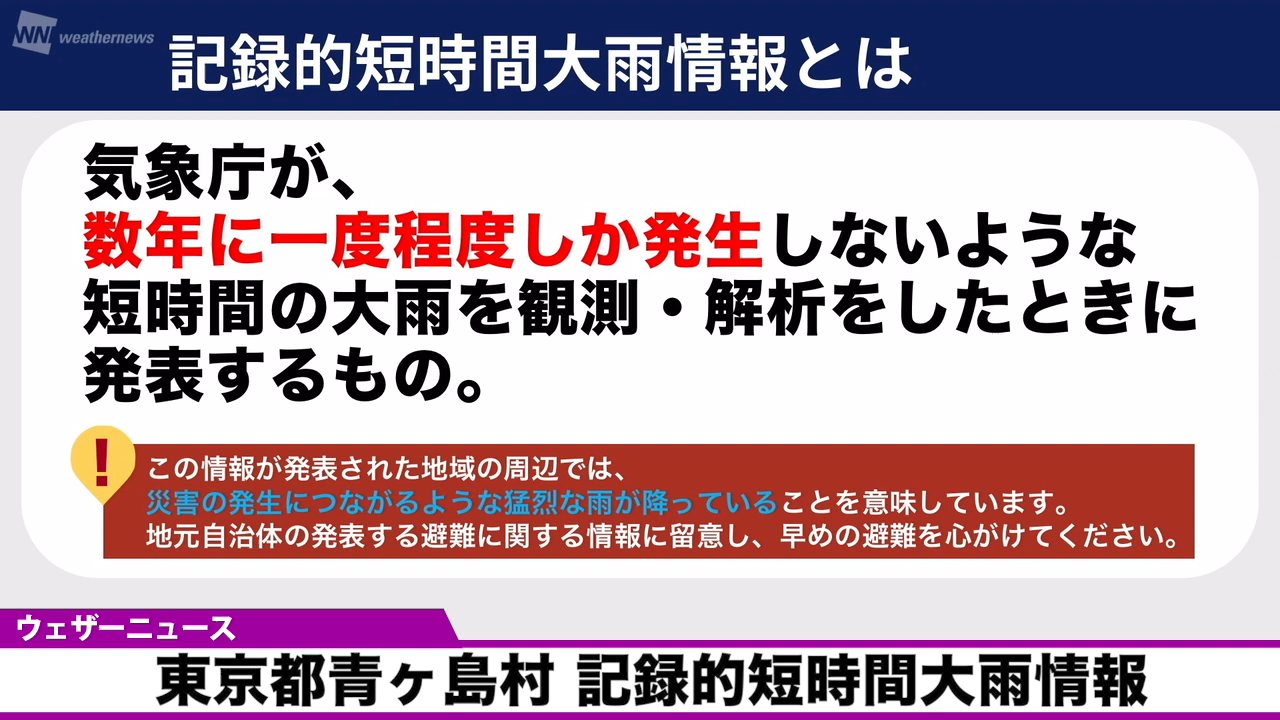 WNI weathernews
記録的短時間大雨情報とは
気象庁が、
数年に一度程度しか発生しないような
短時間の大雨を観測・解析をしたときに
発表するもの。
!
この情報が発表された地域の周辺では、
災害の発生につながるような猛烈な雨が降っていることを意味しています。
地元自治体の発表する避難に関する情報に留意し、早めの避難を心がけてください。
ウェザーニュース
東京都青ヶ島村 記録的短時間大雨情報